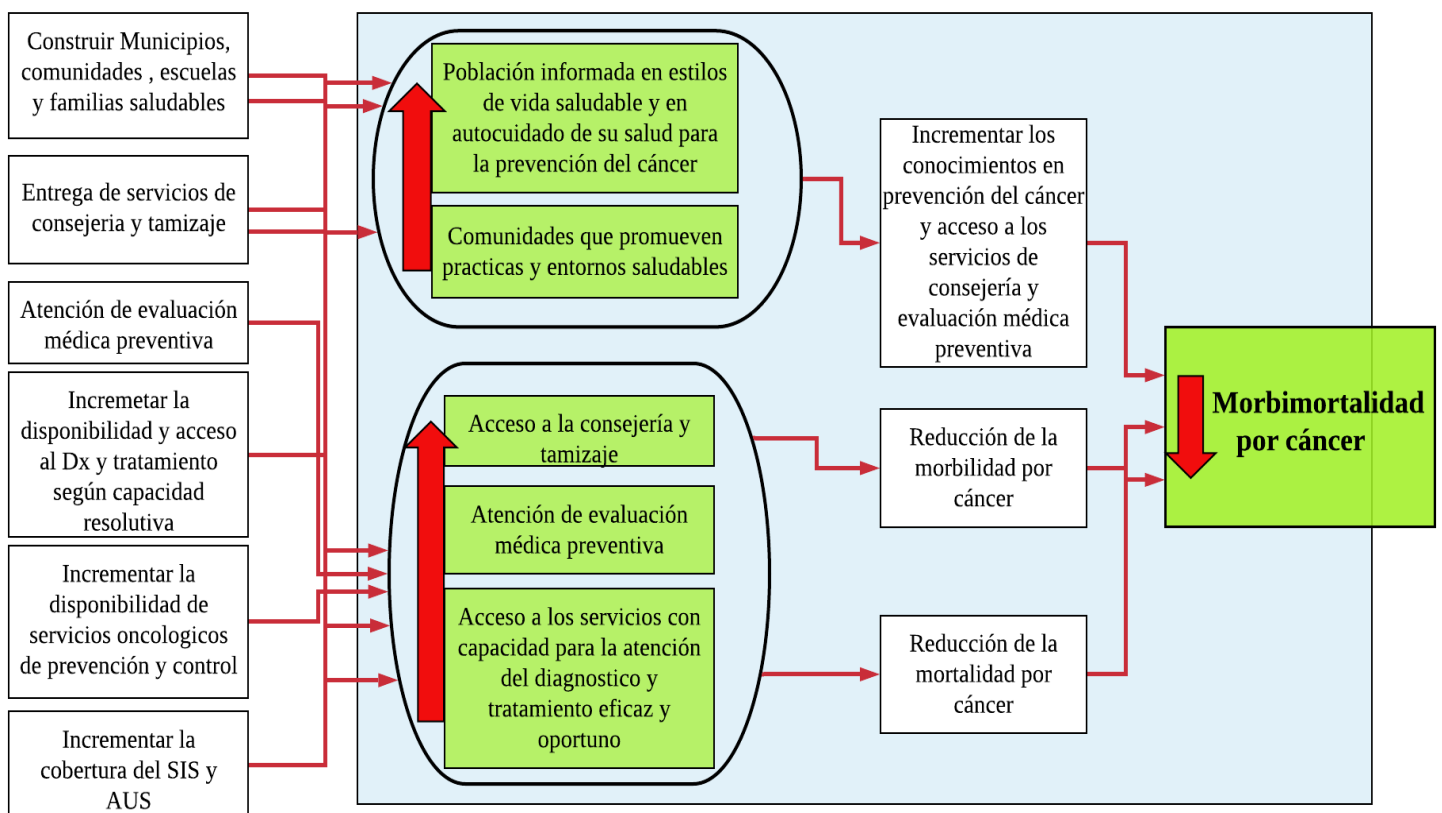 Construir Municipios,
comunidades , escuelas
y familias saludables
Entrega de servicios de
consejeria y tamizaje
Atención de evaluación
médica preventiva
Incremetar la
disponibilidad y acceso
al Dx y tratamiento
según capacidad
resolutiva
Incrementar la
disponibilidad de
servicios oncologicos
de prevención y control
Incrementar la
cobertura del SIS y
AUS
Población informada en estilos
de vida saludable y en
autocuidado de su salud para
la prevención del cáncer
Comunidades que promueven
practicas y entornos saludables
Acceso a la consejería y
tamizaje
Atención de evaluación
médica preventiva
Acceso a los servicios con
capacidad para la atención
del diagnostico y
tratamiento eficaz y
oportuno
Incrementar los
conocimientos en
prevención del cáncer
y acceso a los
servicios de
consejería y
evaluación médica
preventiva
Reducción de la
morbilidad por
cáncer
Reducción de la
mortalidad por
cáncer
Morbimortalidad
por cáncer